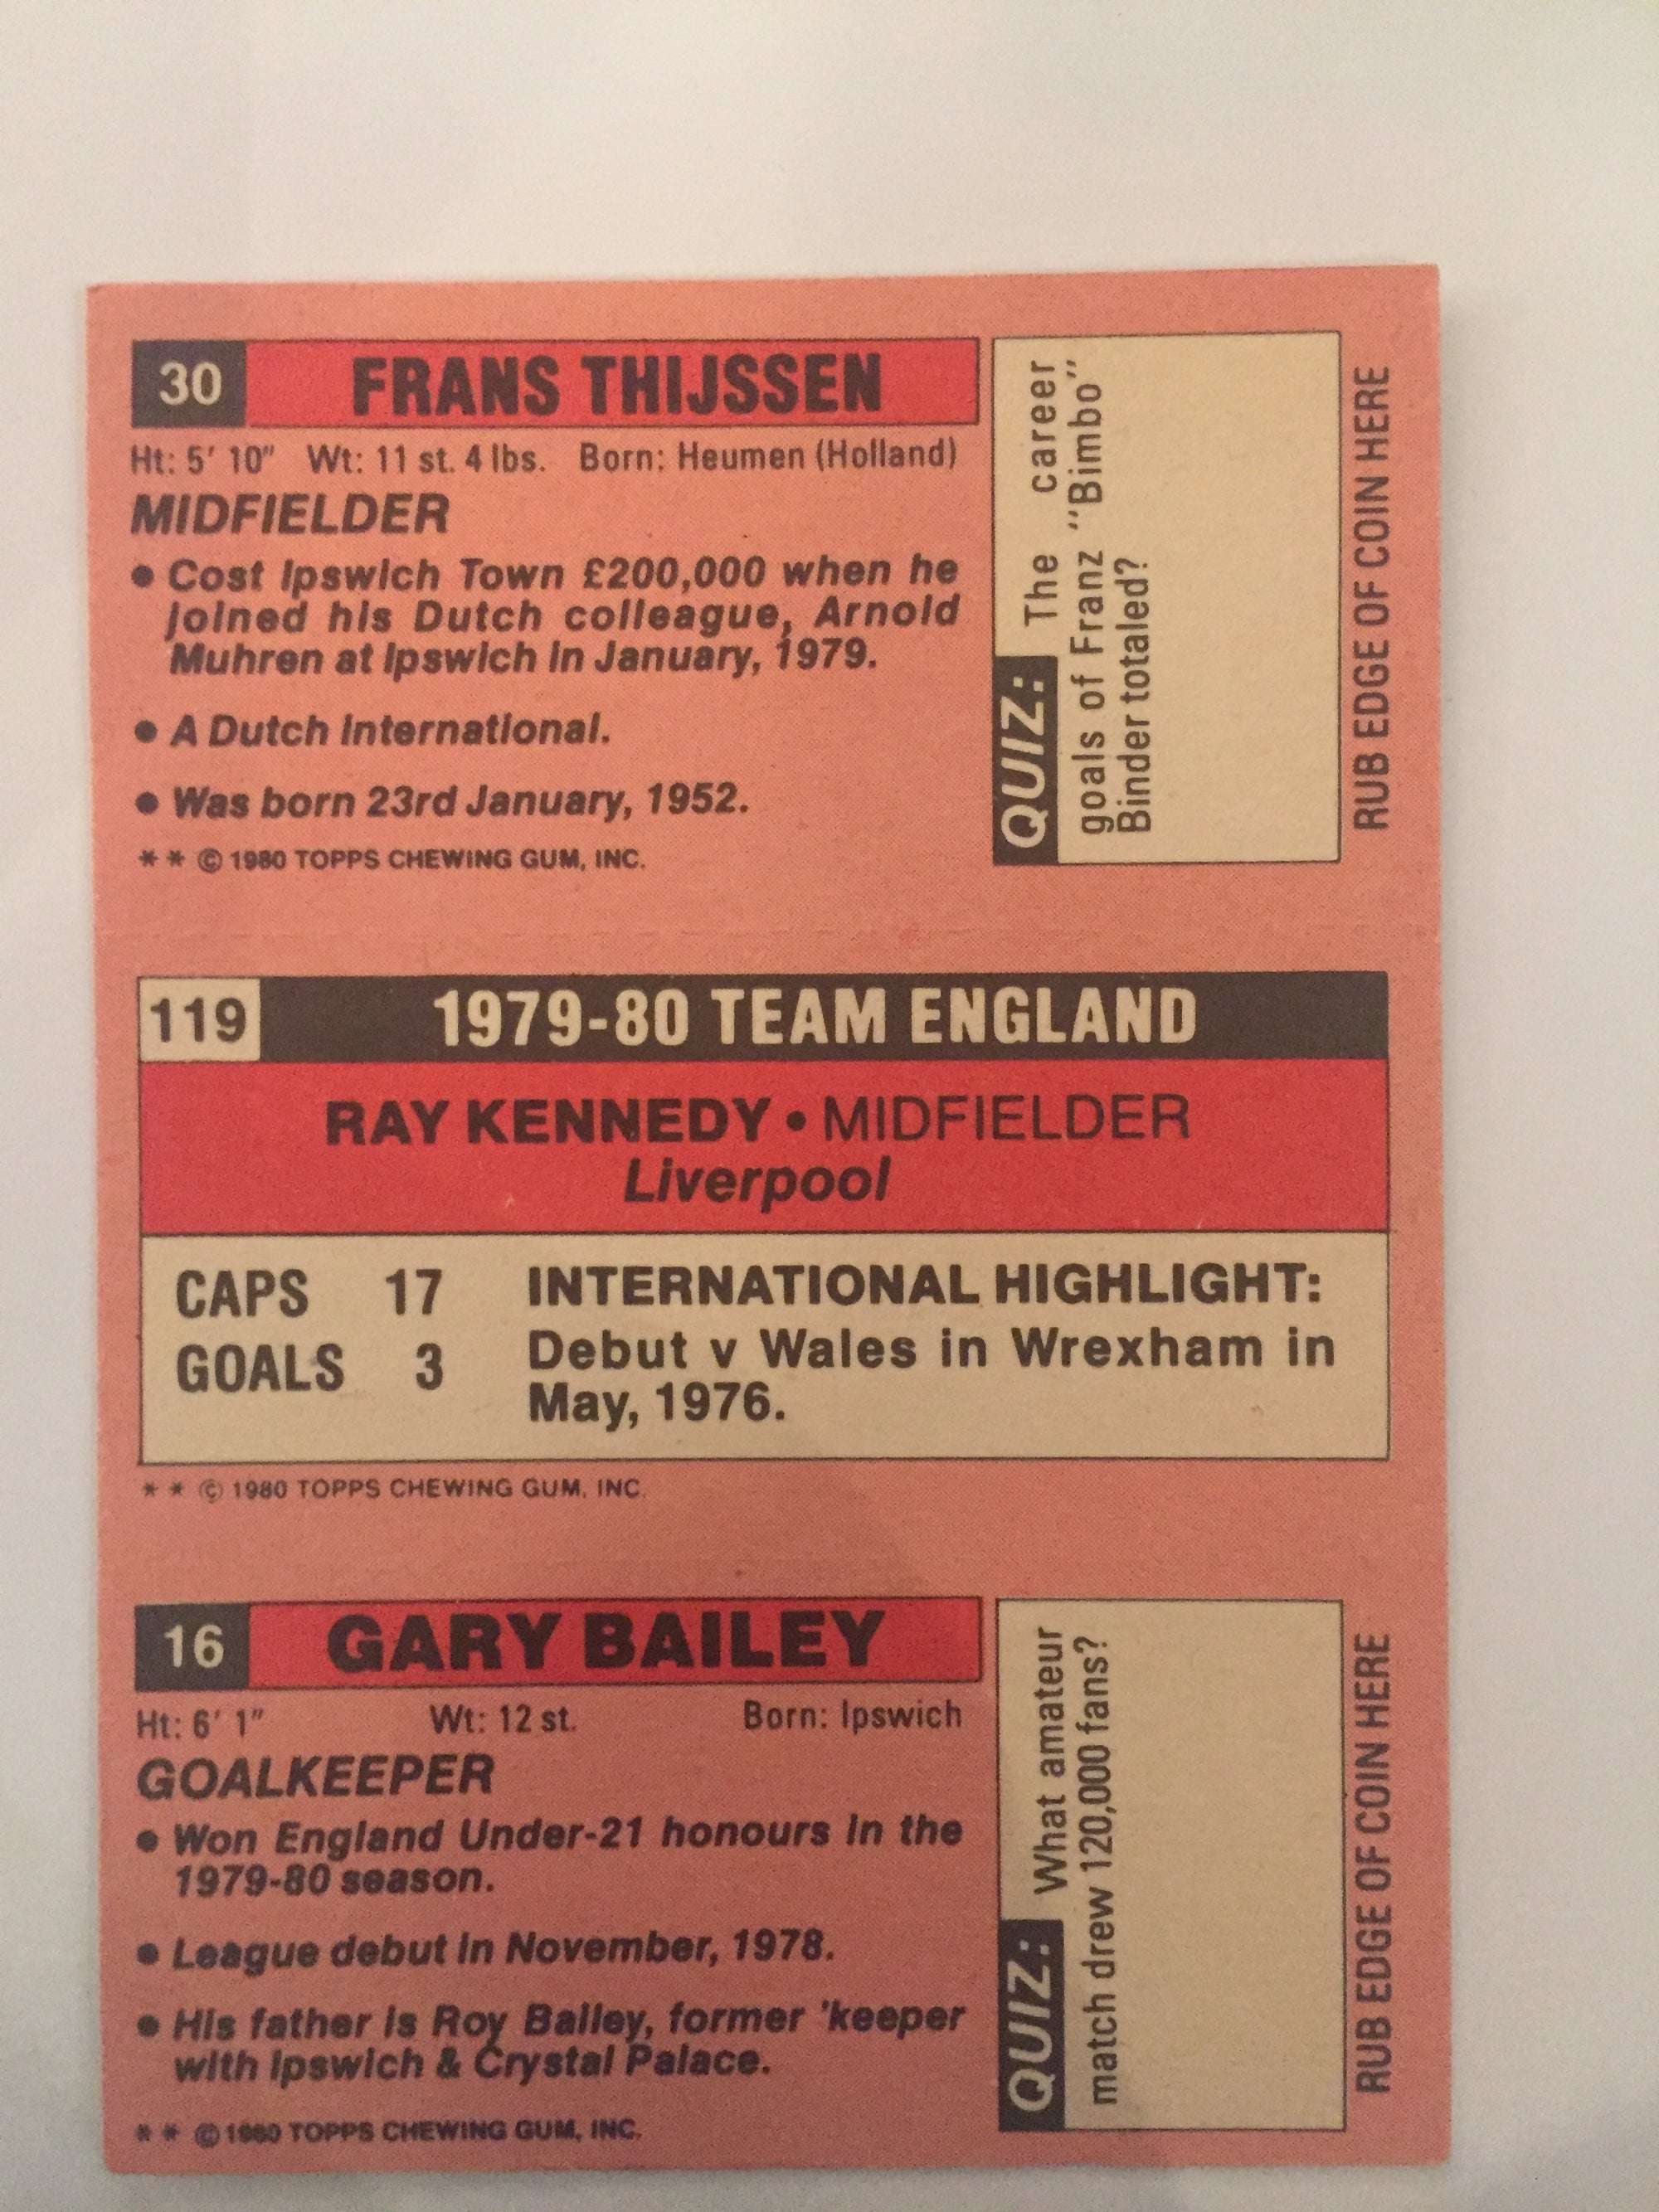 30 FRANS THIJSSEN
Ht: 5' 10" Wt: 11 st. 4 lbs. Born: Heumen (Holland)
MIDFIELDER
● Cost Ipswich Town £200,000 when he
joined his Dutch colleague, Arnold
Muhren at Ipswich in January, 1979.
● A Dutch International.
● Was born 23rd January, 1952.
* * © 1980 TOPPS CHEWING GUM, INC.
QUIZ: The career
goals of Franz "Bimbo"
Binder totaled?
RUB EDGE OF COIN HERE
119 1979-80 TEAM ENGLAND
RAY KENNEDY • MIDFIELDER
Liverpool
CAPS 17
GOALS 3
INTERNATIONAL HIGHLIGHT:
Debut v Wales in Wrexham in
May, 1976.
* * © 1980 TOPPS CHEWING GUM, INC.
16 GARY BAILEY
Ht: 6' 1" Wt: 12 st. Born: Ipswich
GOALKEEPER
● Won England Under-21 honours in the
1979-80 season.
● League debut in November, 1978.
● His father is Roy Bailey, former 'keeper
with Ipswich & Crystal Palace.
* * © 1980 TOPPS CHEWING GUM, INC.
QUIZ: What amateur
match drew 120,000 fans?
RUB EDGE OF COIN HERE